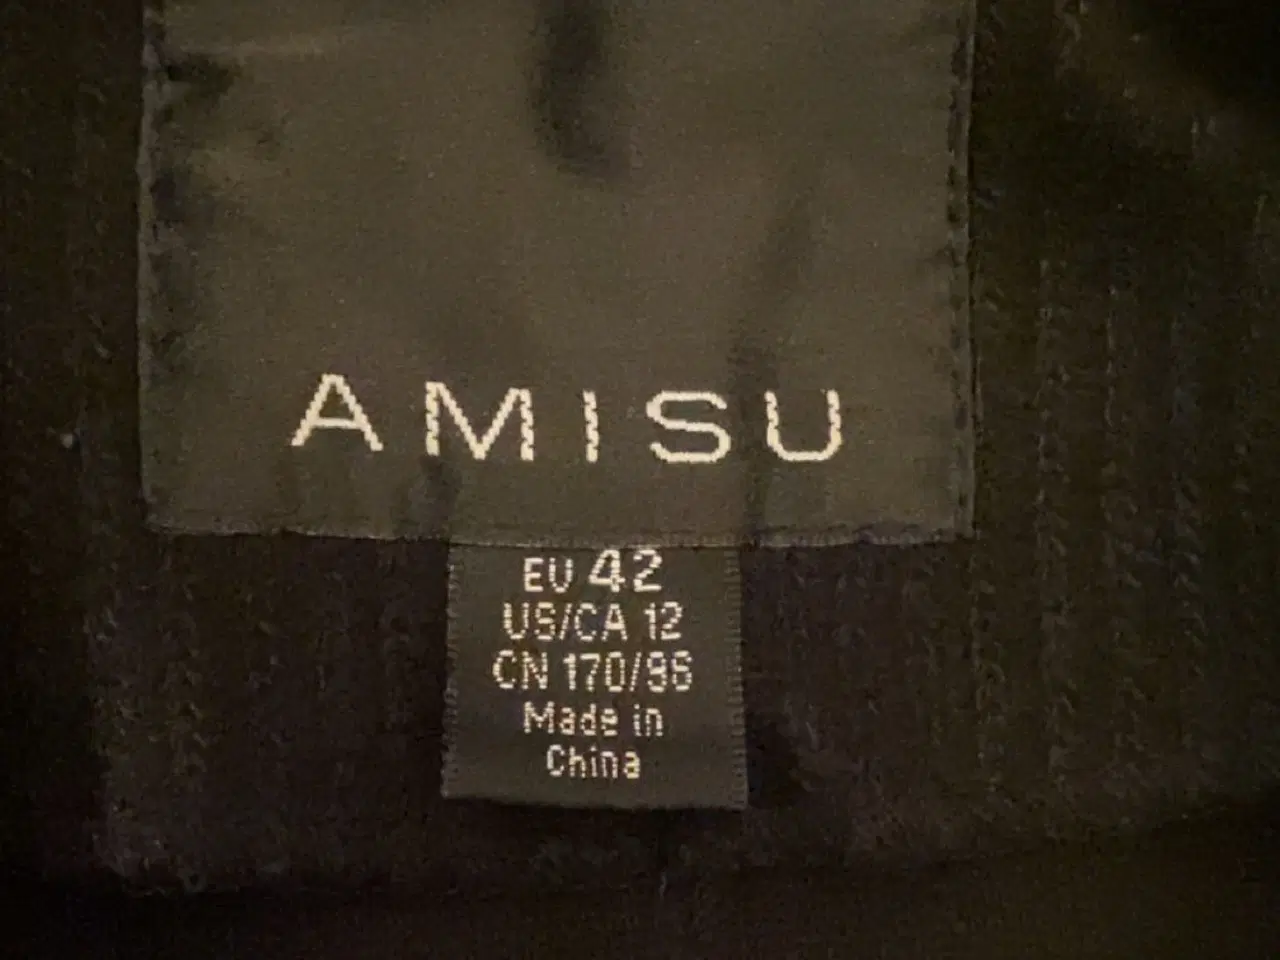 AMISU
EU 42
US/CA 12
CN 170/96
Made in
China